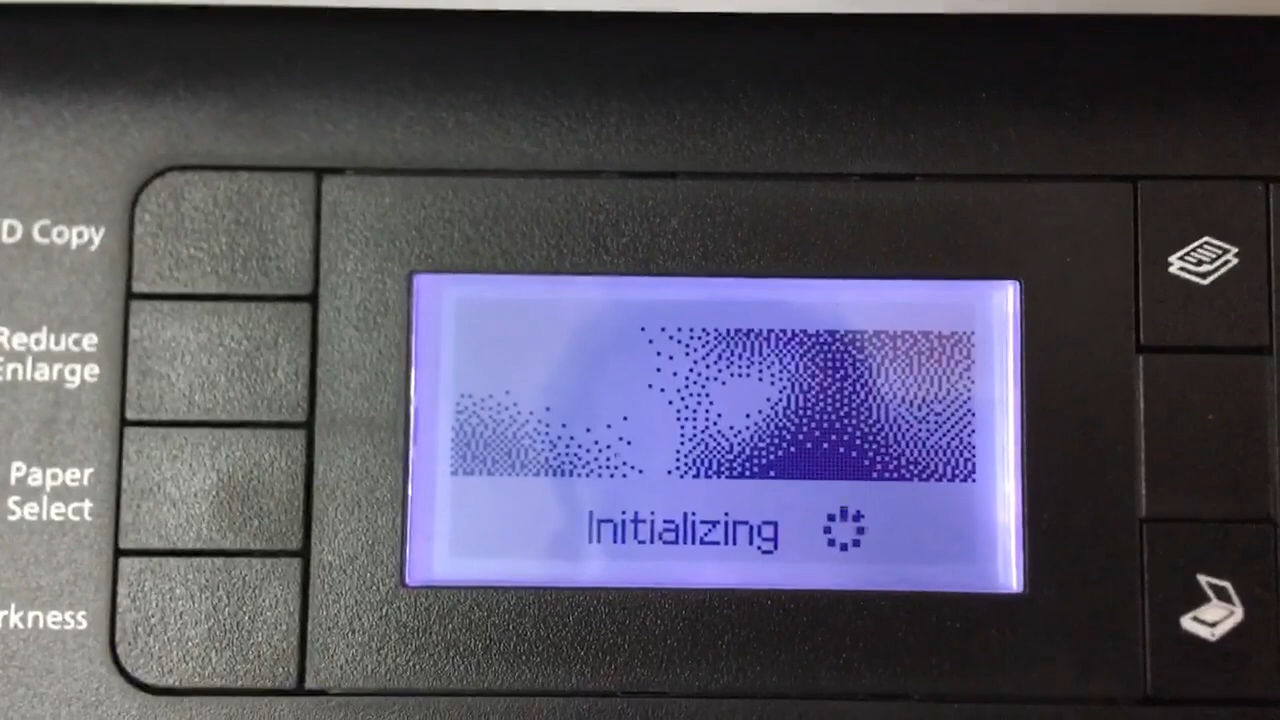 D Copy
Reduce
Enlarge
Paper
Select
rkness
Initializing